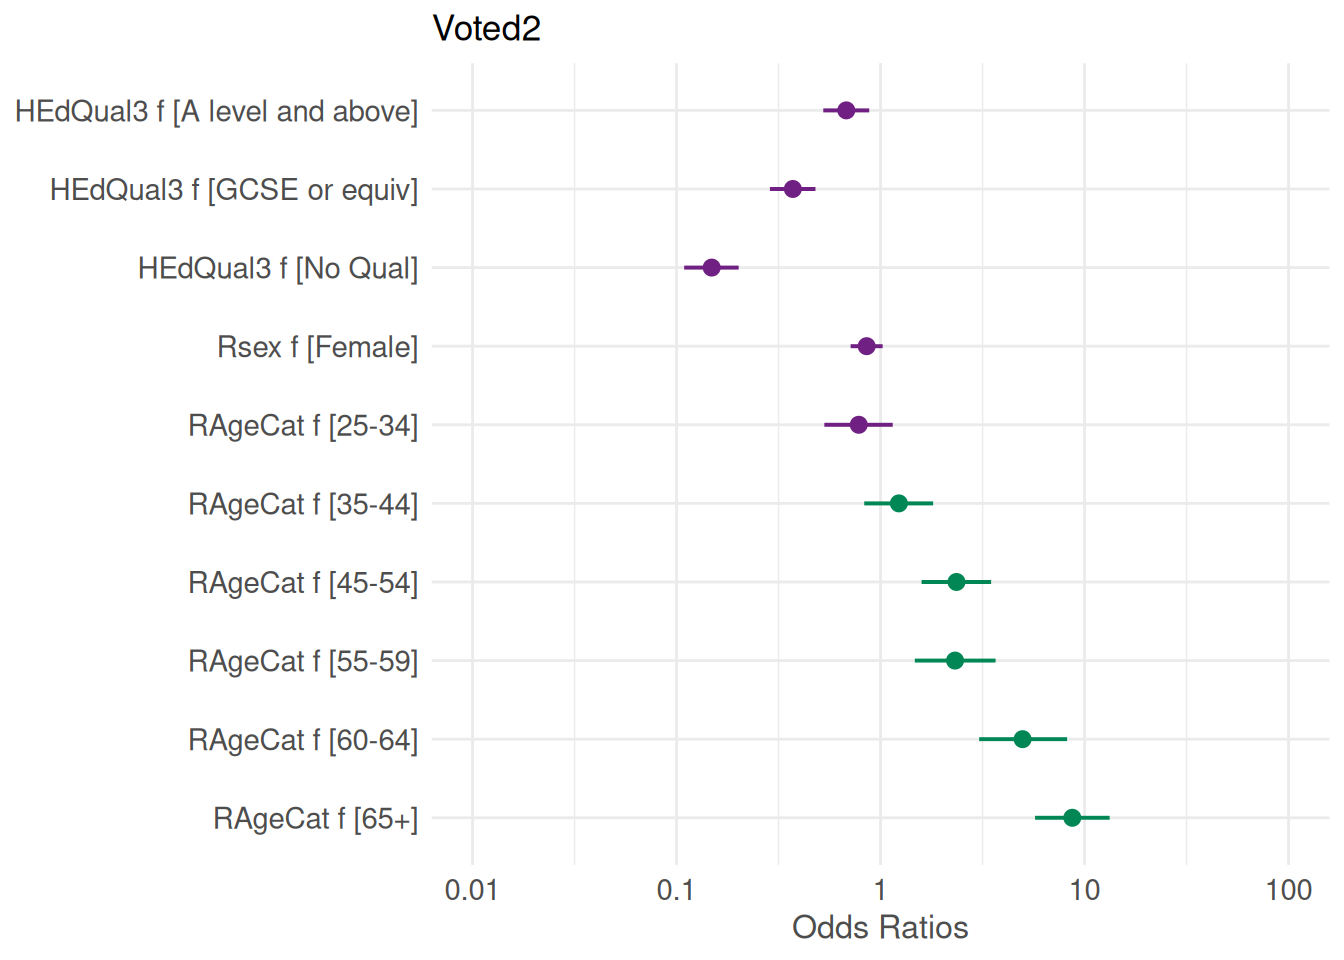 Voted2
HEdQual3 f [A level and above]
HEdQual3 f [GCSE or equiv]
HEdQual3 f [No Qual]
Rsex f [Female]
RAgeCat f [25-34]
RAgeCat f [35-44]
RAgeCat f [45-54]
RAgeCat f [55-59]
RAgeCat f [60-64]
RAgeCat f [65+]
0.01 0.1 1 10 100
Odds Ratios